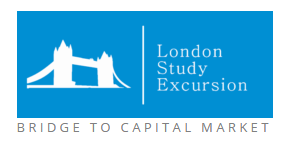 London
Study
Excursion
BRIDGE TO CAPITAL MARKET